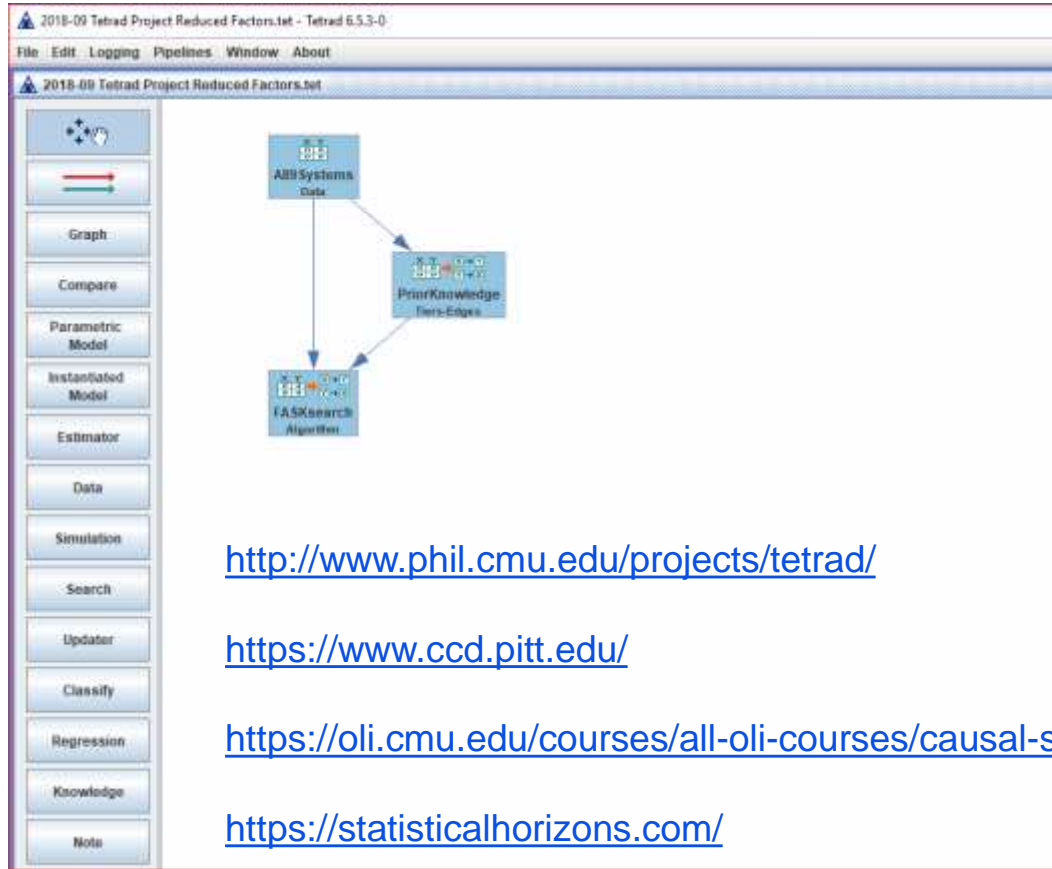 2018-09 Tetrad Project Reduced Factors.tet - Tetrad 6.5.3-0
File Edit Logging Pipelines Window About
2018-09 Tetrad Project Reduced Factors.tet
Graph
Compare
Parametric
Model
Instantiated
Model
Estimator
Data
Simulation
Search
Updater
Classify
Regression
Knowledge
Note
All9Systems
Data
PriorKnowledge
Tiers-Edges
FASKsearch
Algorithm
http://www.phil.cmu.edu/projects/tetrad/
https://www.ccd.pitt.edu/
https://oli.cmu.edu/courses/all-oli-courses/causal-s
https://statisticalhorizons.com/